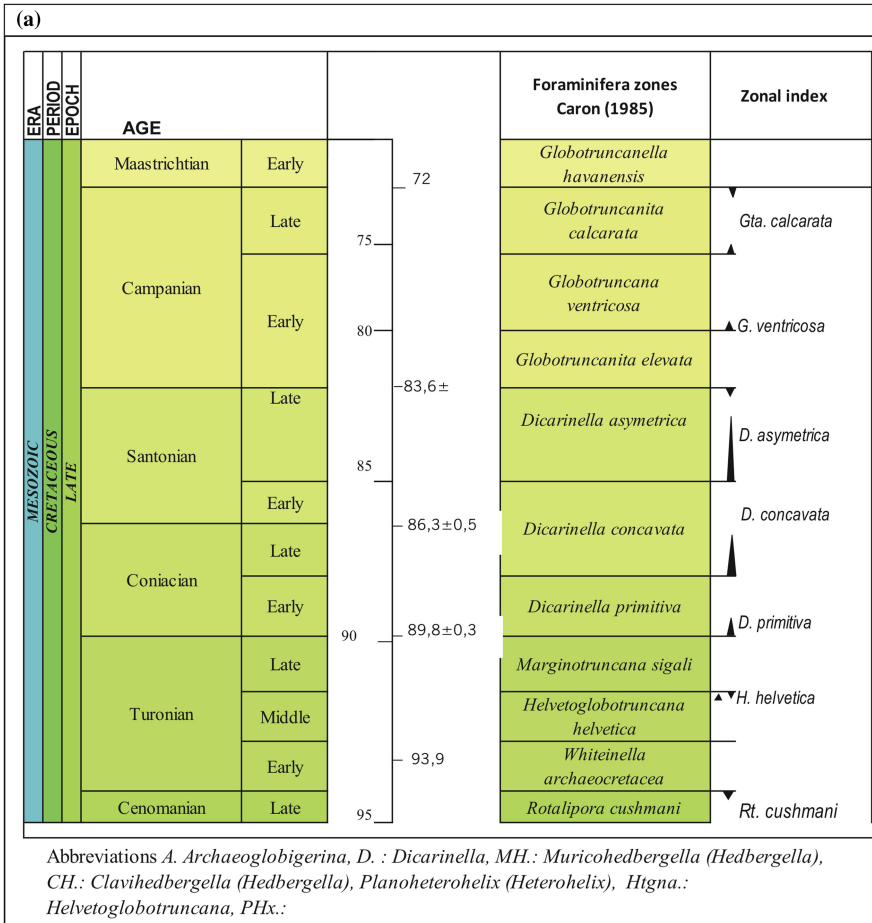 (a)
ERA
PERIOD
EPOCH
AGE
Foraminifera zones
Caron (1985)
Zonal index
MESOZOIC
CRETACEOUS
LATE
Maastrichtian
Early
72
Globotruncanella
havanensis
Campanian
Late
75
Globotruncanita
calcarata
Gta. calcarata
Early
80
Globotruncana
ventricosa
G. ventricosa
Globotruncanita elevata
83,6±
Santonian
Late
85
Dicarinella asymetrica
D. asymetrica
Early
86,3±0,5
Dicarinella concavata
D. concavata
Coniacian
Late
Early
90
89,8±0,3
Dicarinella primitiva
D. primitiva
Turonian
Late
Marginotruncana sigali
Middle
Helvetoglobotruncana
helvetica
H. helvetica
Early
93,9
Whiteinella
archaeocretacea
Cenomanian
Late
95
Rotalipora cushmani
Rt. cushmani
Abbreviations A. Archaeoglobigerina, D. : Dicarinella, MH.: Muricohedbergella (Hedbergella),
CH.: Clavihedbergella (Hedbergella), Planoheterohelix (Heterohelix), Htgna.:
Helvetoglobotruncana, PHx.: